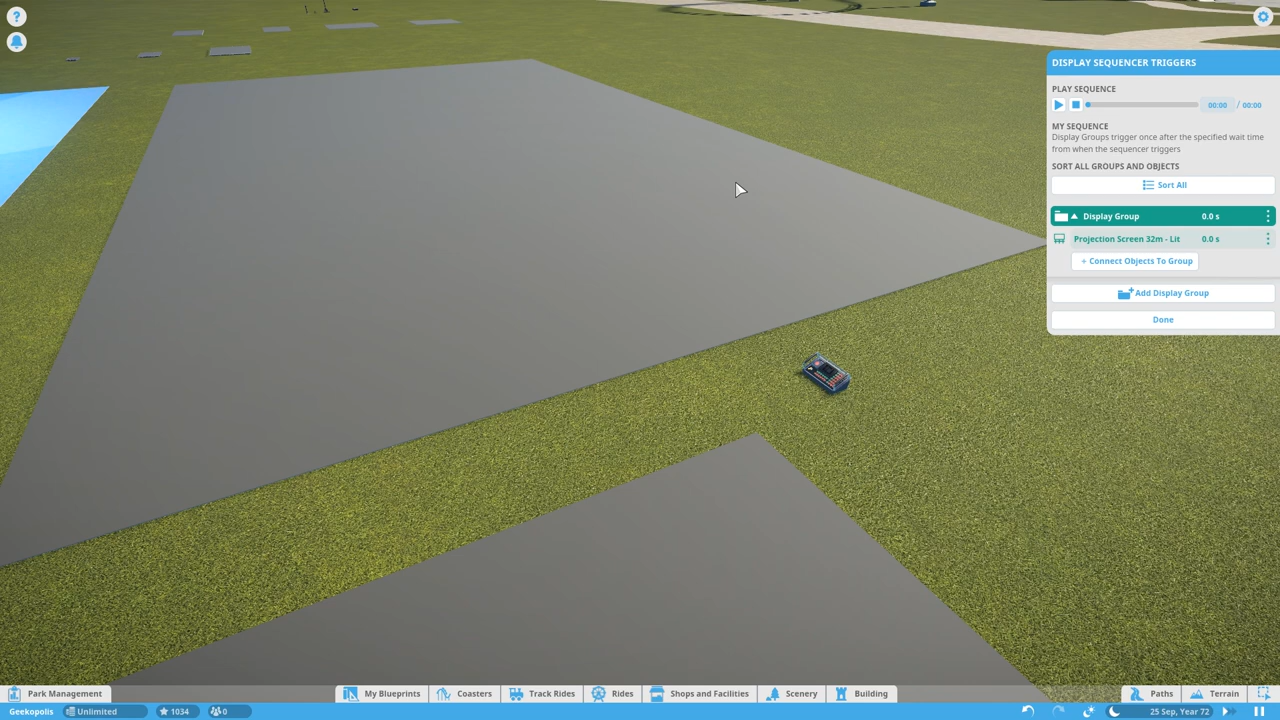 ?
DISPLAY SEQUENCER TRIGGERS
PLAY SEQUENCE
00:00 / 00:00
MY SEQUENCE
Display Groups trigger once after the specified wait time
from when the sequencer triggers
SORT ALL GROUPS AND OBJECTS
Sort All
Display Group 0.0 s
Projection Screen 32m - Lit 0.0 s
+ Connect Objects To Group
Add Display Group
Done
Park Management My Blueprints Coasters Track Rides Rides Shops and Facilities Scenery Building Paths Terrain
Geekopolis Unlimited 1034 0 25 Sep, Year 72